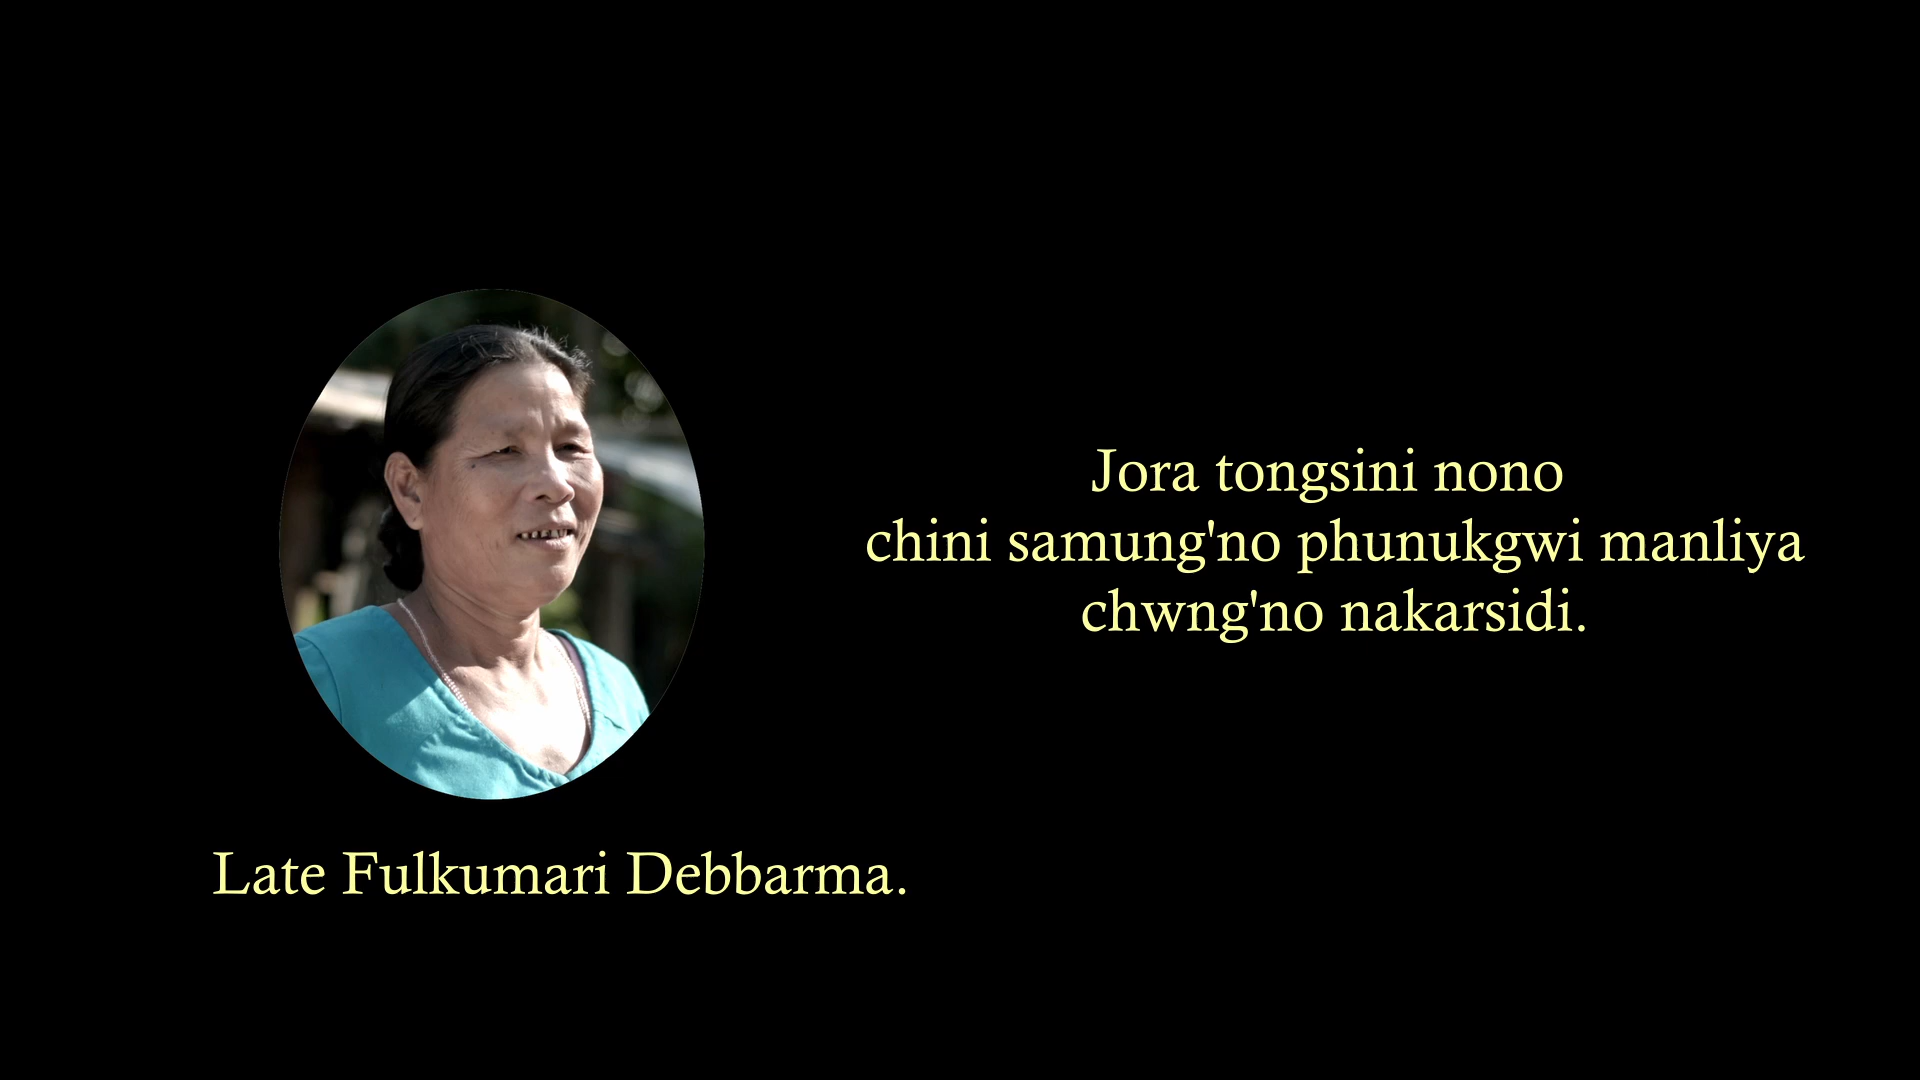 Jora tongsini nono
chini samung'no phunukgwi manliya
chwng'no nakarsidi.
Late Fulkumari Debbarma.